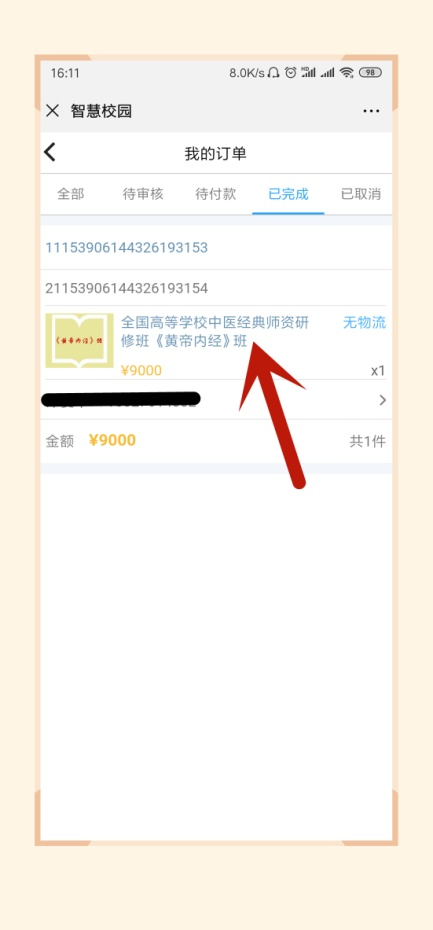 16:11
8.0K/s
HD
98
智慧校园
我的订单
全部 待审核 待付款 已完成 已取消
11153906144326193153
21153906144326193154
《黄帝内经》班
全国高等学校中医经典师资研
修班《黄帝内经》班
无物流
¥9000
x1
金额 ¥9000
共1件